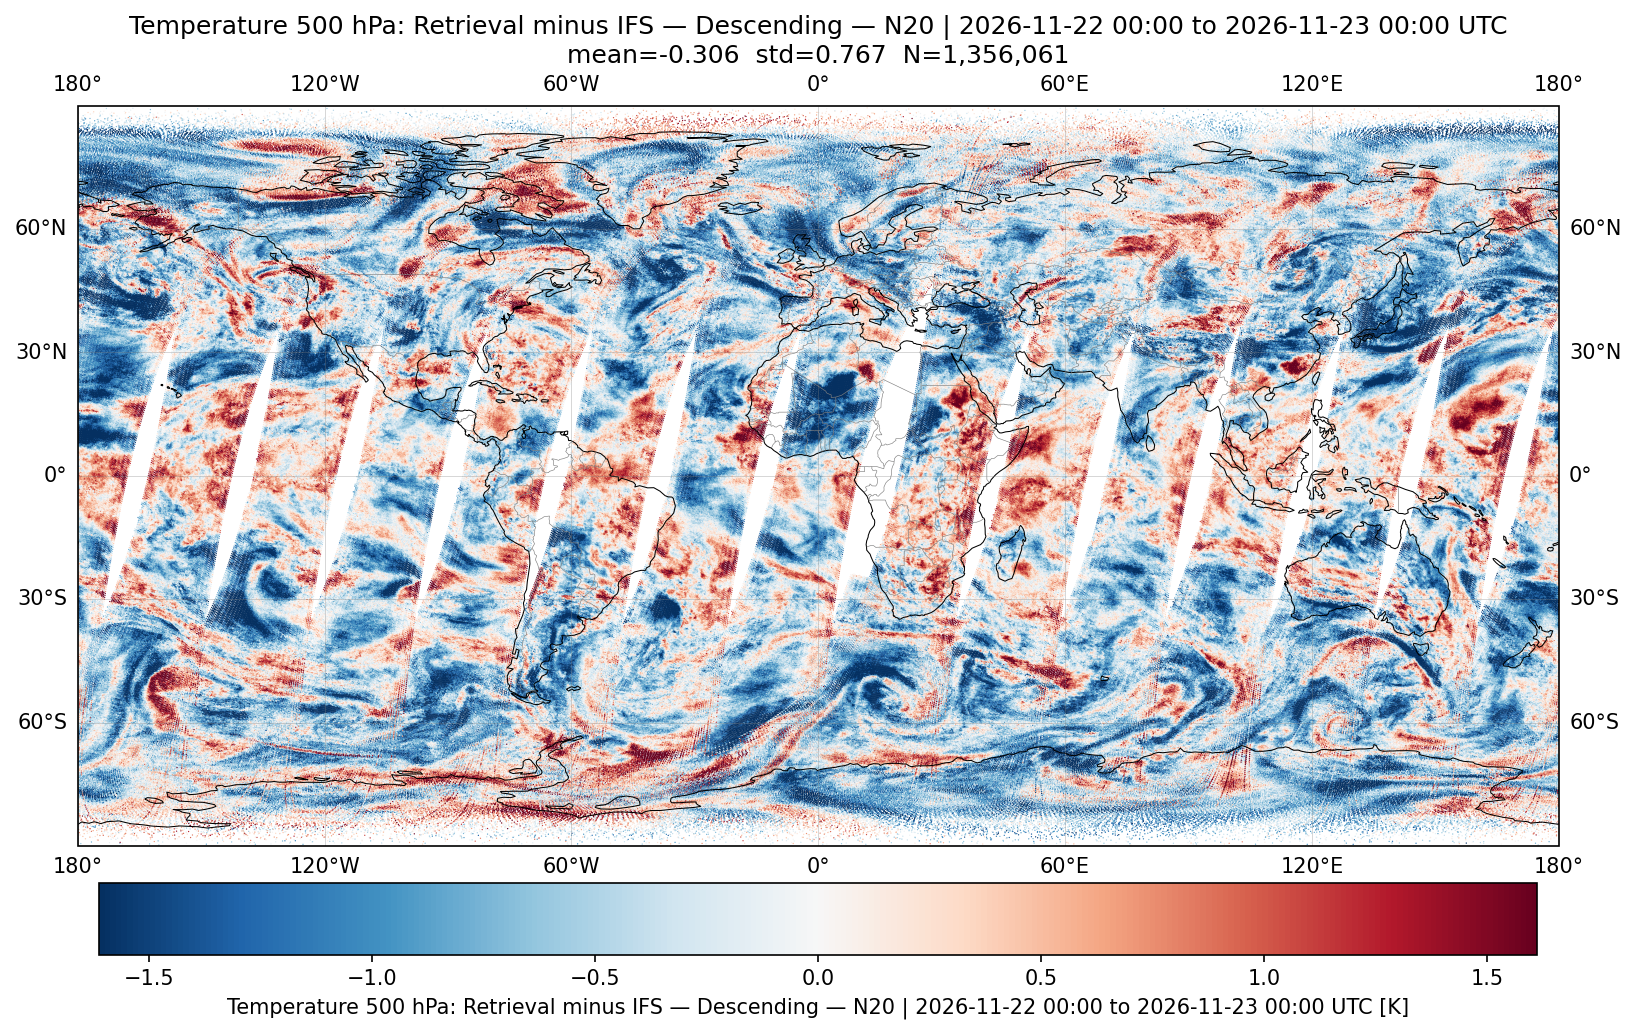 Temperature 500 hPa: Retrieval minus IFS — Descending — N20 | 2026-11-22 00:00 to 2026-11-23 00:00 UTC
mean=-0.306  std=0.767  N=1,356,061
180° 120°W 60°W 0° 60°E 120°E 180°
60°N 60°N
30°N 30°N
0° 0°
30°S 30°S
60°S 60°S
180° 120°W 60°W 0° 60°E 120°E 180°
−1.5 −1.0 −0.5 0.0 0.5 1.0 1.5
Temperature 500 hPa: Retrieval minus IFS — Descending — N20 | 2026-11-22 00:00 to 2026-11-23 00:00 UTC [K]